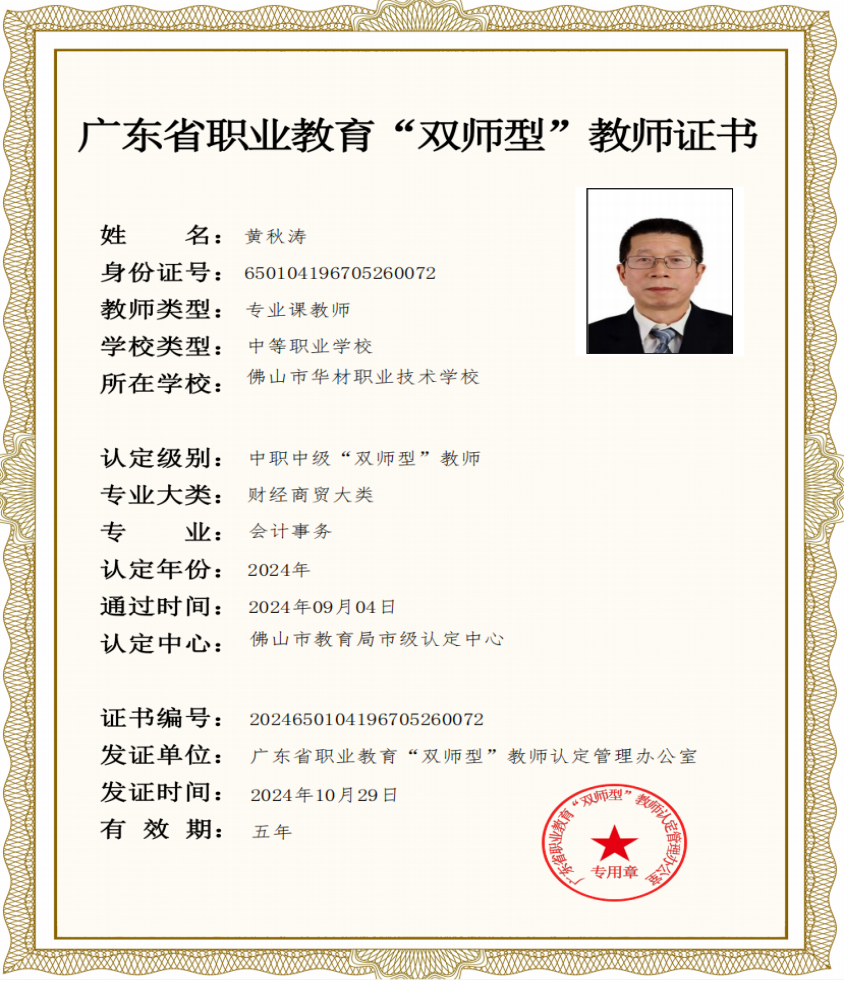 广东省职业教育“双师型”教师证书
姓 名：黄秋涛
身份证号：650104196705260072
教师类型：专业课教师
学校类型：中等职业学校
所在学校：佛山市华材职业技术学校
认定级别：中职中级“双师型”教师
专业大类：财经商贸大类
专 业：会计事务
认定年份：2024年
通过时间：2024年09月04日
认定中心：佛山市教育局市级认定中心
证书编号：2024650104196705260072
发证单位：广东省职业教育“双师型”教师认定管理办公室
发证时间：2024年10月29日
有 效 期：五年
广东省职业教育“双师型”教师认定管理办公室
专用章